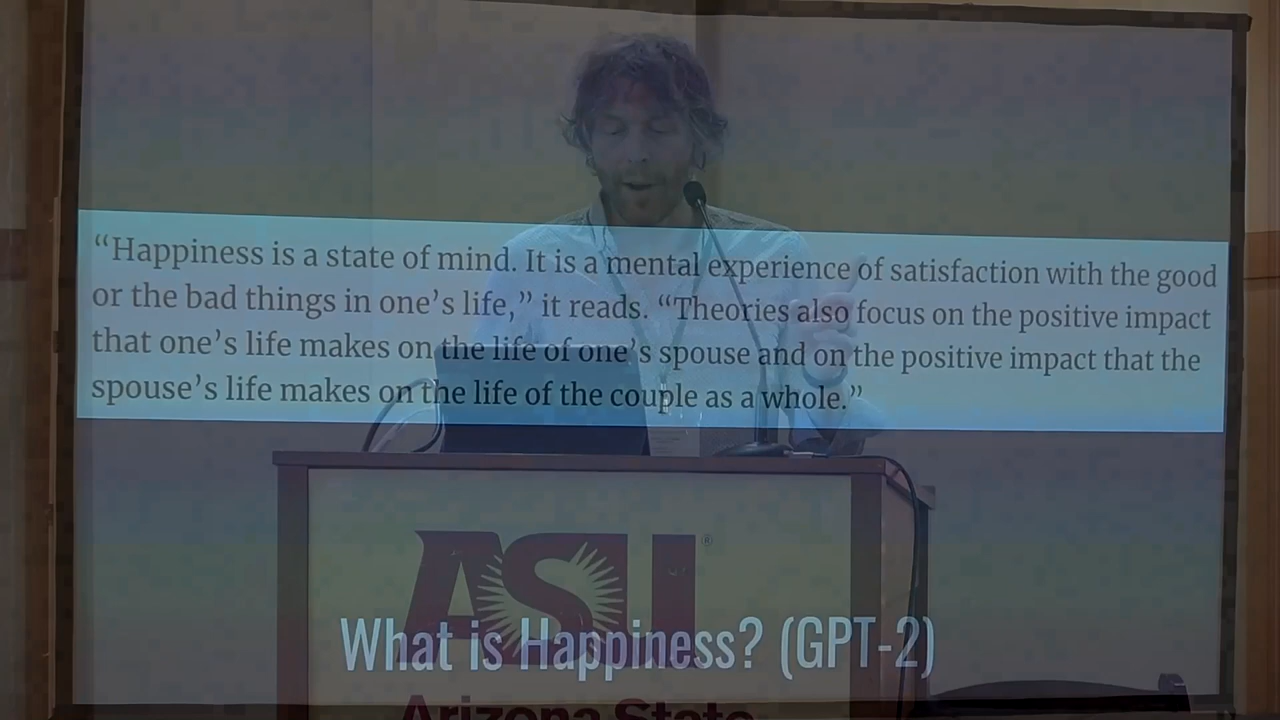 “Happiness is a state of mind. It is a mental experience of satisfaction with the good
or the bad things in one’s life,” it reads. “Theories also focus on the positive impact
that one’s life makes on the life of one’s spouse and on the positive impact that the
spouse’s life makes on the life of the couple as a whole.”
ASU®
What is Happiness? (GPT-2)
Arizona State